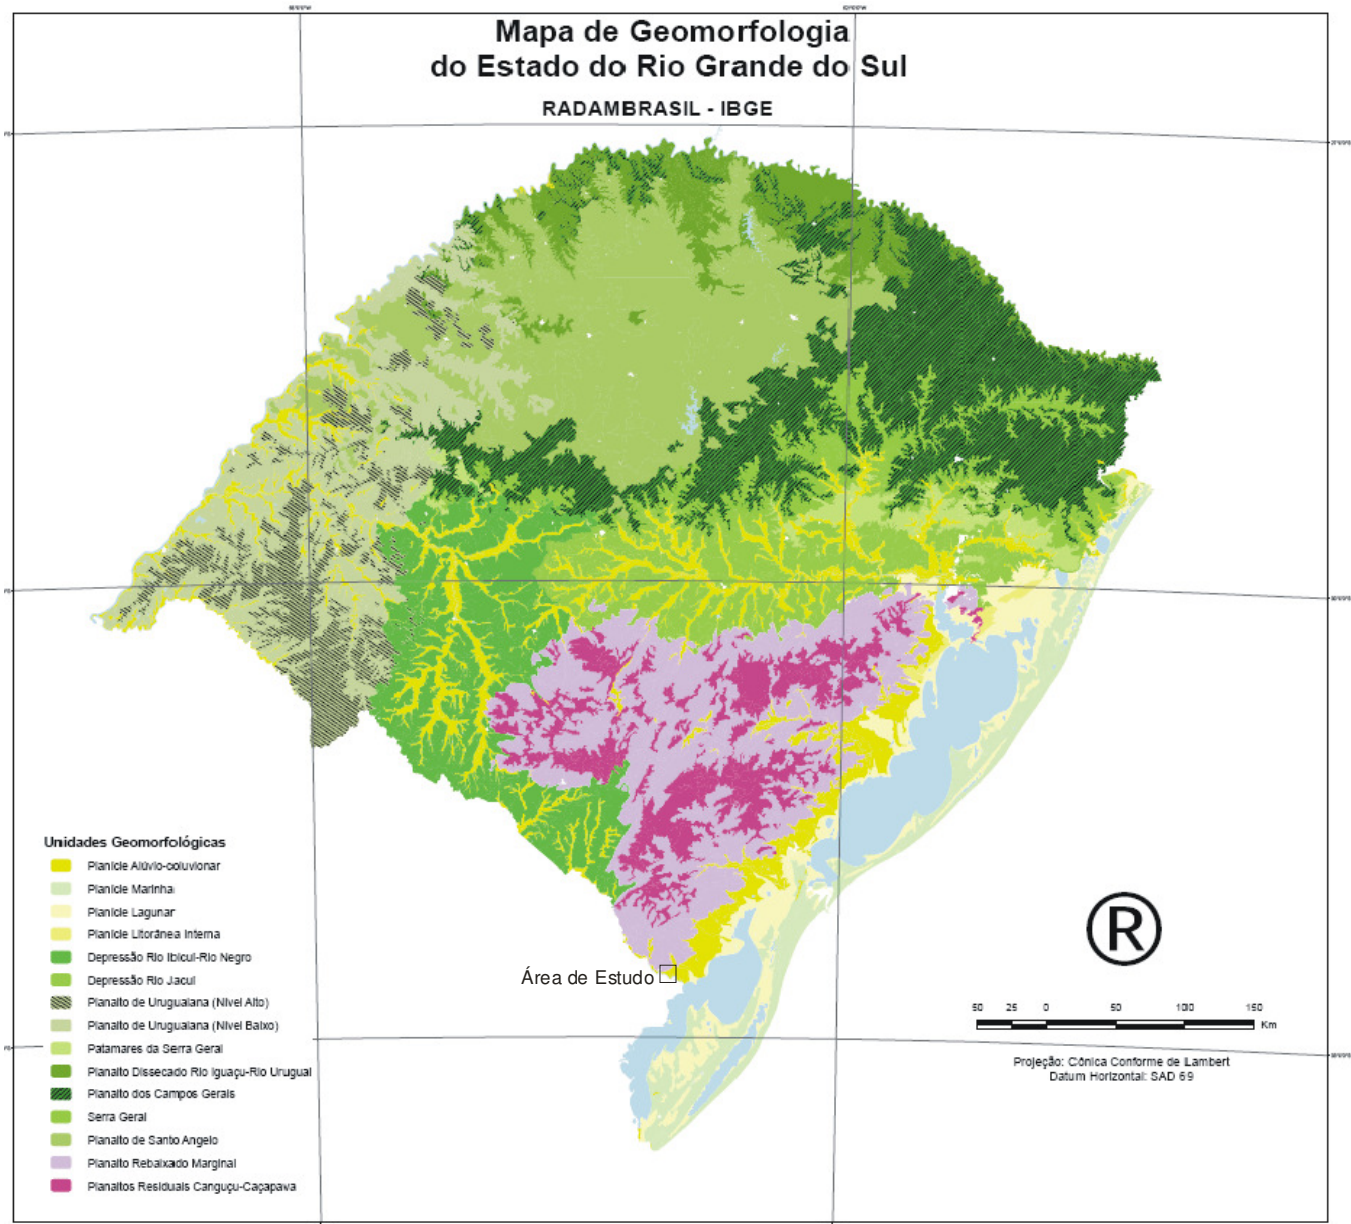 Mapa de Geomorfologia
do Estado do Rio Grande do Sul
RADAMBRASIL - IBGE
Área de Estudo
Unidades Geomorfológicas
Planície Alúvio-coluvionar
Planície Marinha
Planície Lagunar
Planície Litorânea Interna
Depressão Rio Ibicuí-Rio Negro
Depressão Rio Jacuí
Planalto de Uruguaiana (Nível Alto)
Planalto de Uruguaiana (Nível Baixo)
Patamares da Serra Geral
Planalto Dissecado Rio Iguaçu-Rio Uruguai
Planalto dos Campos Gerais
Serra Geral
Planalto de Santo Angelo
Planalto Rebaixado Marginal
Planaltos Residuais Canguçu-Caçapava
®
50 25 0 50 100 150
Km
Projeção: Cônica Conforme de Lambert
Datum Horizontal: SAD 69